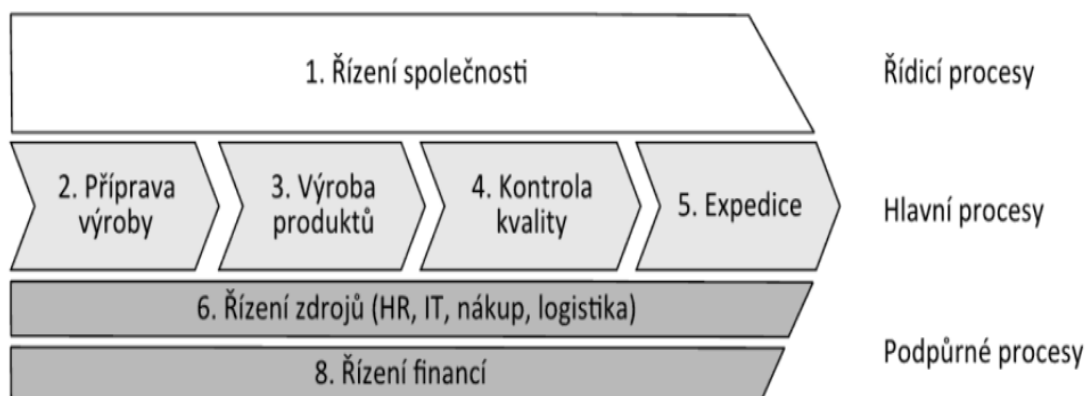 1. Řízení společnosti
Řídicí procesy
2. Příprava
výroby
3. Výroba
produktů
4. Kontrola
kvality
5. Expedice
Hlavní procesy
6. Řízení zdrojů (HR, IT, nákup, logistika)
8. Řízení financí
Podpůrné procesy